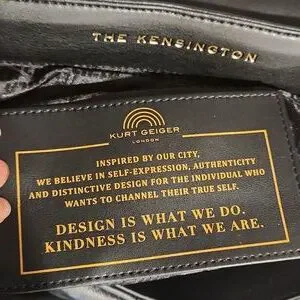 THE KENSINGTON
KURT GEIGER
LONDON
INSPIRED BY OUR CITY,
WE BELIEVE IN SELF-EXPRESSION, AUTHENTICITY
AND DISTINCTIVE DESIGN FOR THE INDIVIDUAL WHO
WANTS TO CHANNEL THEIR TRUE SELF.
DESIGN IS WHAT WE DO.
KINDNESS IS WHAT WE ARE.